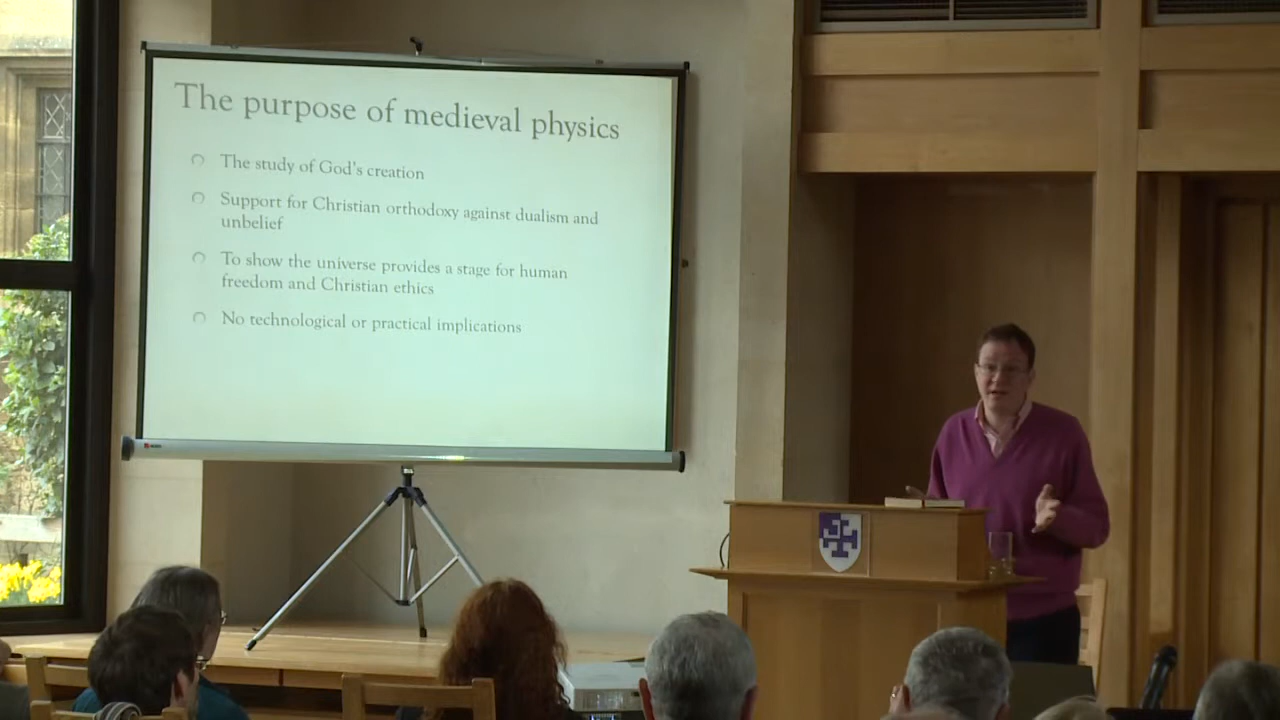 The purpose of medieval physics
The study of God's creation
Support for Christian orthodoxy against dualism and
unbelief
To show the universe provides a stage for human
freedom and Christian ethics
No technological or practical implications